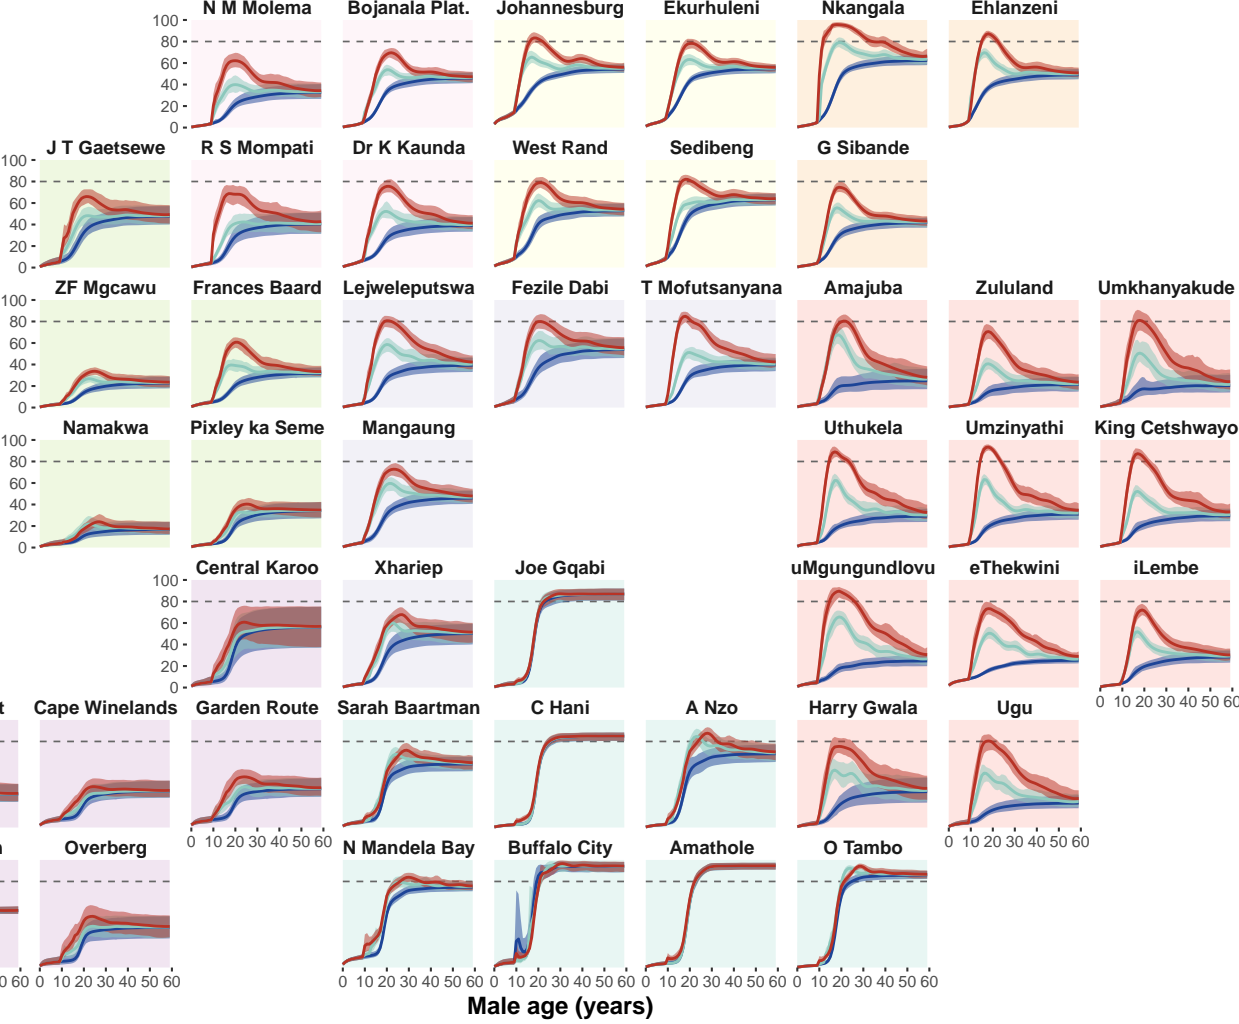 N M Molema Bojanala Plat. Johannesburg Ekurhuleni Nkangala Ehlanzeni
100
80
60
40
20
0
J T Gaetsewe R S Mompati Dr K Kaunda West Rand Sedibeng G Sibande
100
80
60
40
20
0
ZF Mgcawu Frances Baard Lejweleputswa Fezile Dabi T Mofutsanyana Amajuba Zululand Umkhanyakude
100
80
60
40
20
0
Namakwa Pixley ka Seme Mangaung Uthukela Umzinyathi King Cetshwayo
100
80
60
40
20
0
Central Karoo Xhariep Joe Gqabi uMgungundlovu eThekwini iLembe
100
80
60
40
20
0
0 10 20 30 40 50 60
t Cape Winelands Garden Route Sarah Baartman C Hani A Nzo Harry Gwala Ugu
0 10 20 30 40 50 60 0 10 20 30 40 50 60
Overberg N Mandela Bay Buffalo City Amathole O Tambo
0 60 0 10 20 30 40 50 60 0 10 20 30 40 50 60 0 10 20 30 40 50 60 0 10 20 30 40 50 60 0 10 20 30 40 50 60
Male age (years)